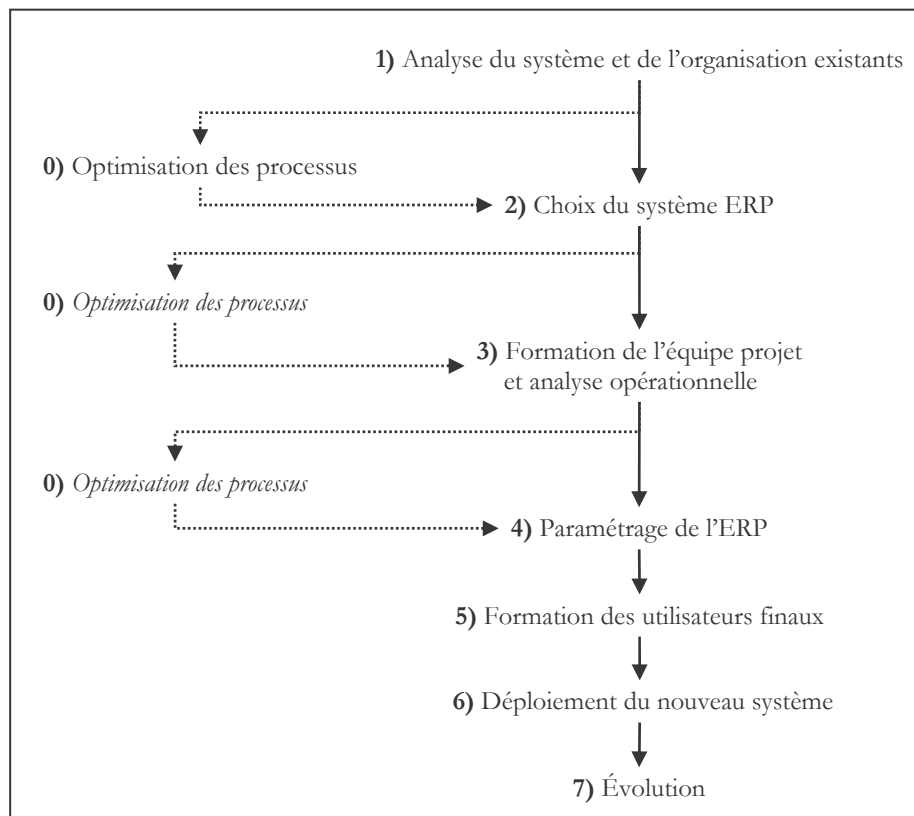 1) Analyse du système et de l’organisation existants
0) Optimisation des processus
2) Choix du système ERP
0) Optimisation des processus
3) Formation de l’équipe projet
et analyse opérationnelle
0) Optimisation des processus
4) Paramétrage de l’ERP
5) Formation des utilisateurs finaux
6) Déploiement du nouveau système
7) Évolution